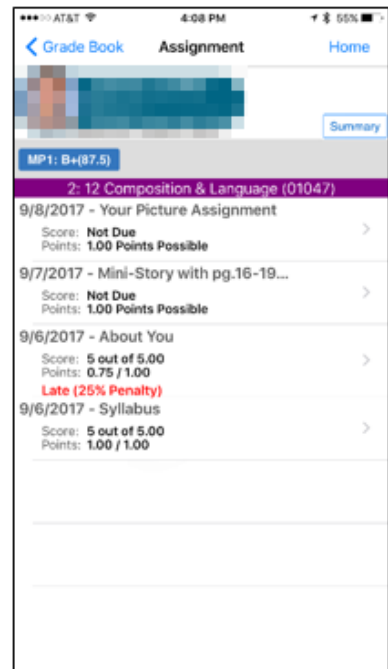 AT&T 4:08 PM 55%
Grade Book Assignment Home
Summary
MP1: B+(87.5)
2: 12 Composition & Language (01047)
9/8/2017 - Your Picture Assignment
Score: Not Due
Points: 1.00 Points Possible
9/7/2017 - Mini-Story with pg.16-19...
Score: Not Due
Points: 1.00 Points Possible
9/6/2017 - About You
Score: 5 out of 5.00
Points: 0.75 / 1.00
Late (25% Penalty)
9/6/2017 - Syllabus
Score: 5 out of 5.00
Points: 1.00 / 1.00